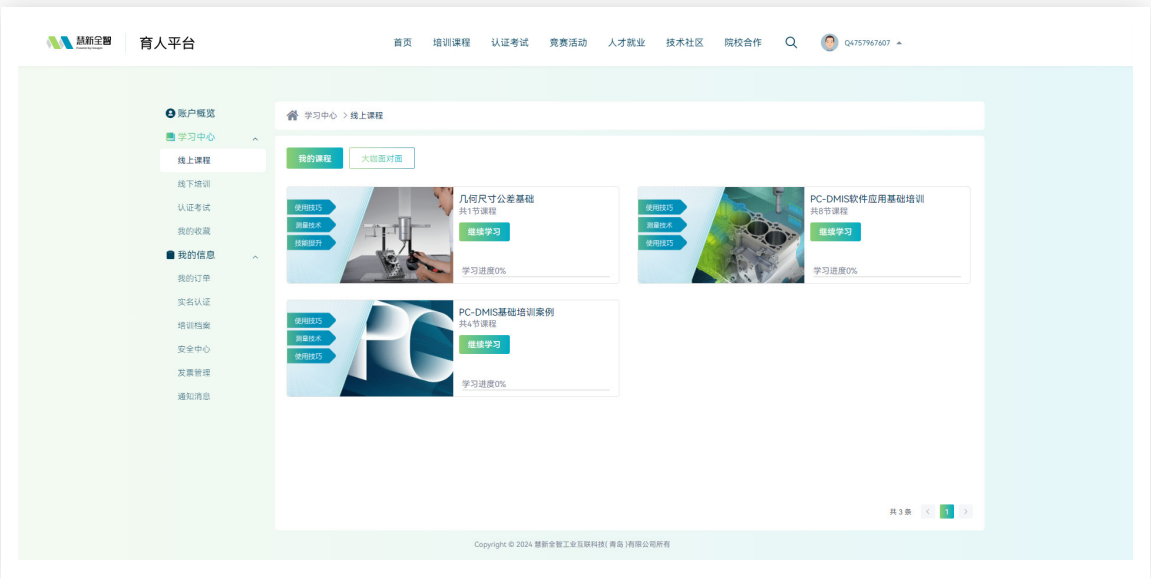 慧新全智
育人平台
首页 培训课程 认证考试 竞赛活动 人才就业 技术社区 院校合作 Q4757967607
账户概览
学习中心
线上课程
线下培训
认证考试
我的收藏
我的信息
我的订单
实名认证
培训档案
安全中心
发票管理
通知消息
学习中心 > 线上课程
我的课程 大咖面对面
使用技巧
测量技术
技能提升
几何尺寸公差基础
共1节课程
继续学习
学习进度0%
使用技巧
测量技术
使用技巧
PC-DMIS软件应用基础培训
共8节课程
继续学习
学习进度0%
使用技巧
测量技术
使用技巧
PC
PC-DMIS基础培训案例
共4节课程
继续学习
学习进度0%
共 3 条 < 1 >
Copyright © 2024 慧新全智工业互联科技( 青岛 )有限公司所有